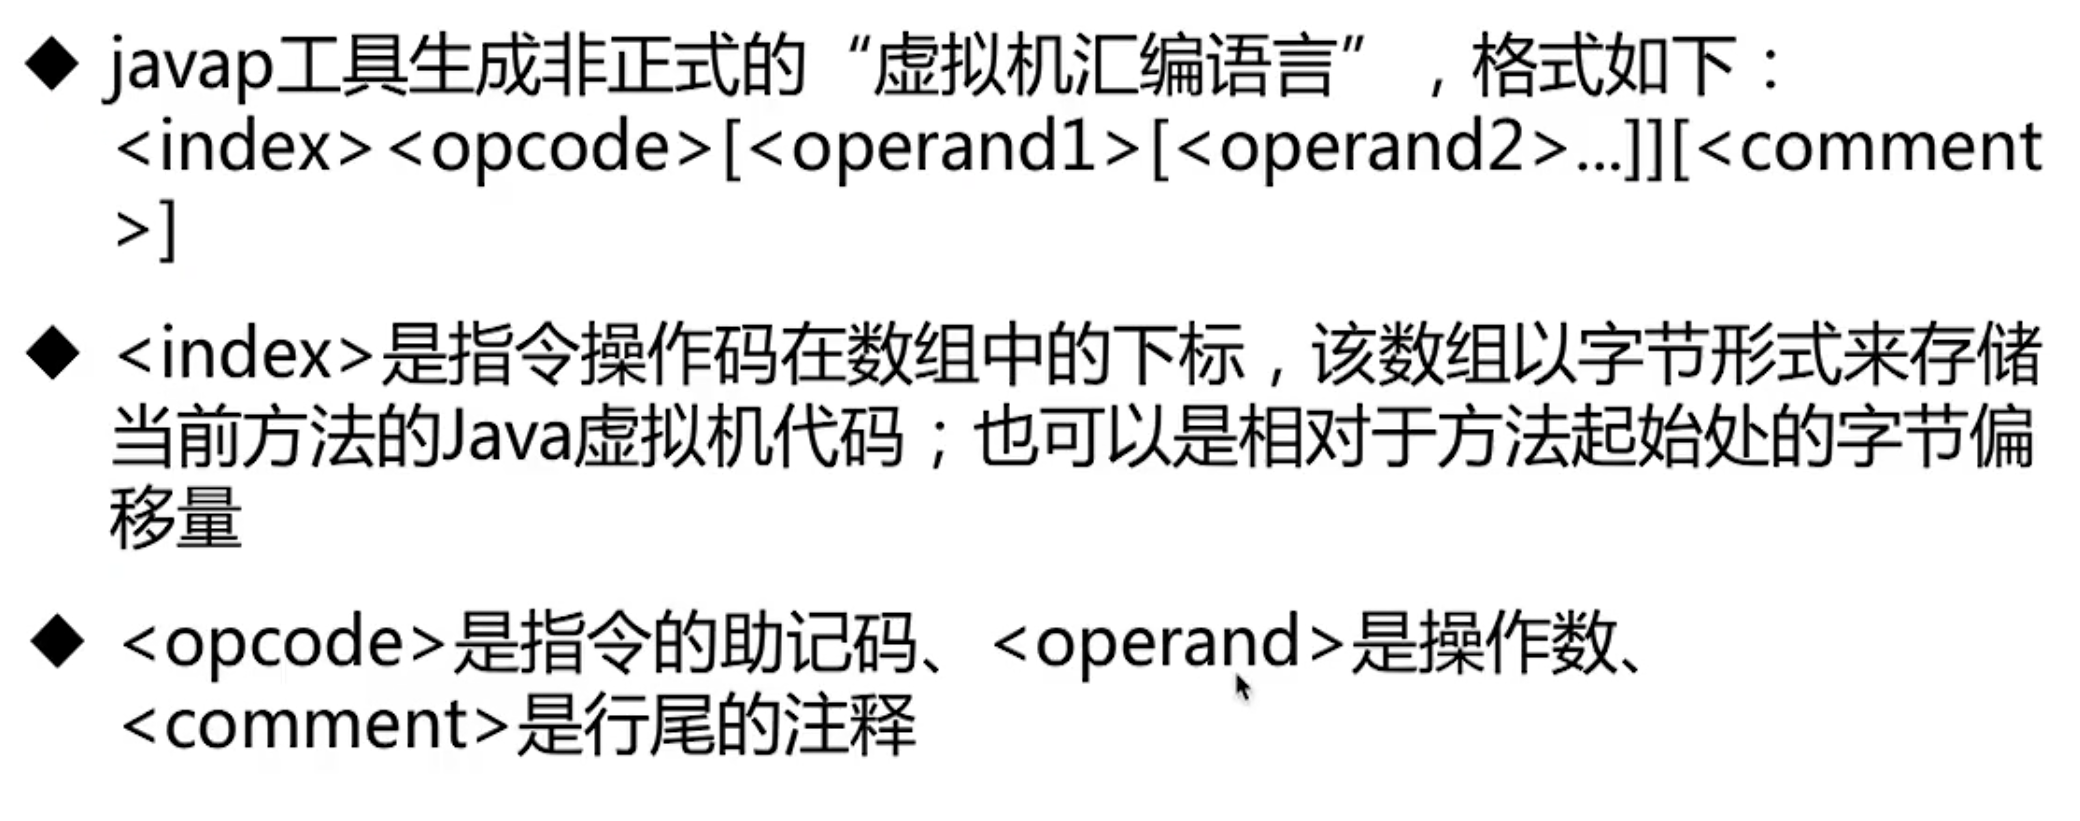 ◆ javap工具生成非正式的“虚拟机汇编语言”，格式如下：
<index><opcode>[<operand1>[<operand2>...]][<comment
>]
◆ <index>是指令操作码在数组中的下标，该数组以字节形式来存储
当前方法的Java虚拟机代码；也可以是相对于方法起始处的字节偏
移量
◆ <opcode>是指令的助记码、<operand>是操作数、
<comment>是行尾的注释